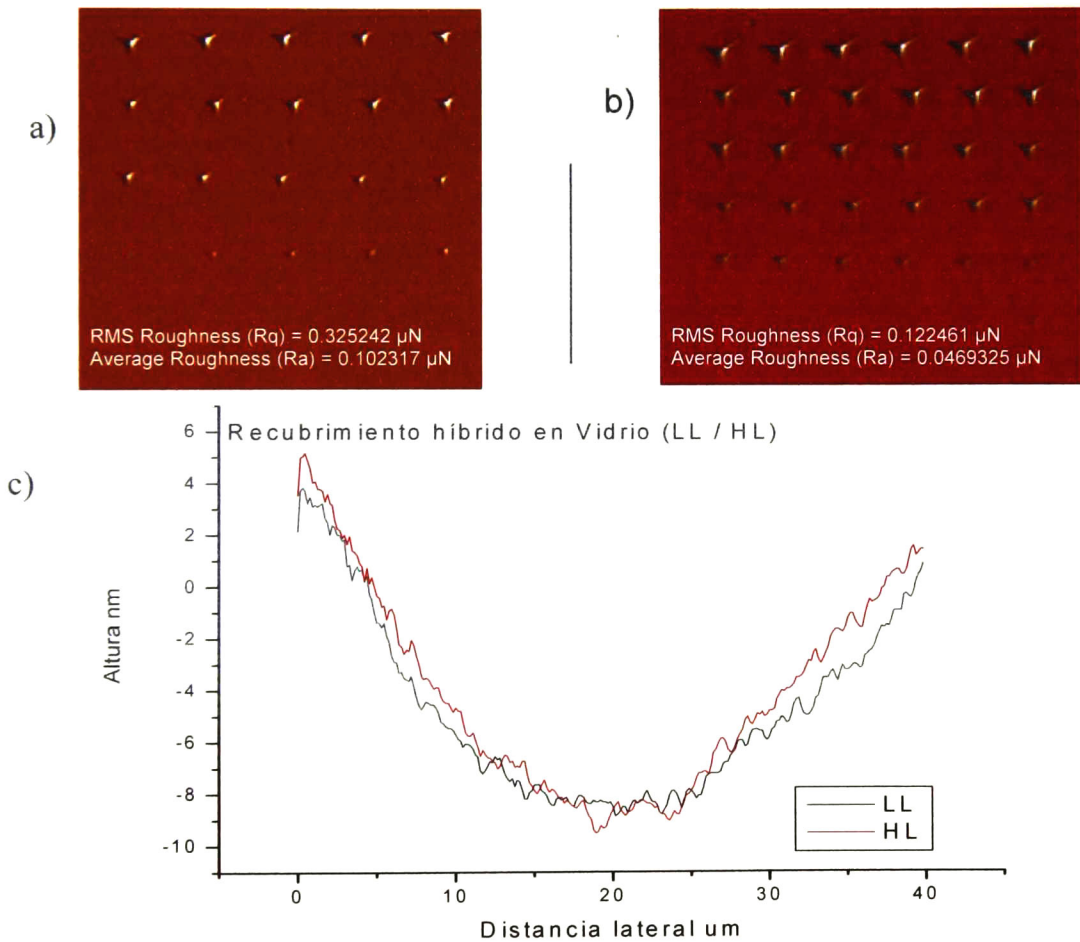 a)
RMS Roughness (Rq) = 0.325242 µN
Average Roughness (Ra) = 0.102317 µN
b)
RMS Roughness (Rq) = 0.122461 µN
Average Roughness (Ra) = 0.0469325 µN
c)
Recubrimiento híbrido en Vidrio (LL / HL)
Altura nm
6
4
2
0
-2
-4
-6
-8
-10
LL
HL
0
10
20
30
40
Distancia lateral um